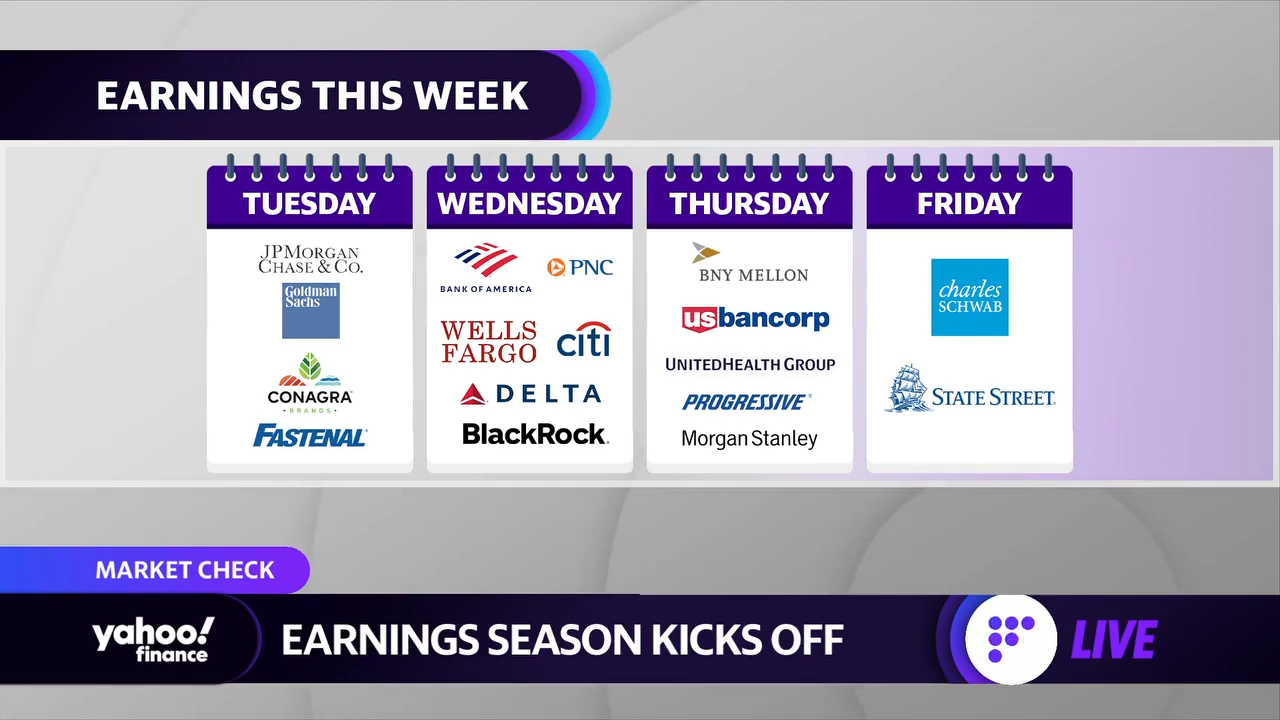 EARNINGS THIS WEEK
TUESDAY
JPMORGAN
CHASE & CO.
Goldman
Sachs
CONAGRA
BRANDS
FASTENAL
WEDNESDAY
BANK OF AMERICA
PNC
WELLS
FARGO
citi
DELTA
BlackRock.
THURSDAY
BNY MELLON
usbancorp
UNITEDHEALTH GROUP
PROGRESSIVE
Morgan Stanley
FRIDAY
charles
SCHWAB
STATE STREET.
MARKET CHECK
yahoo!
finance
EARNINGS SEASON KICKS OFF
LIVE